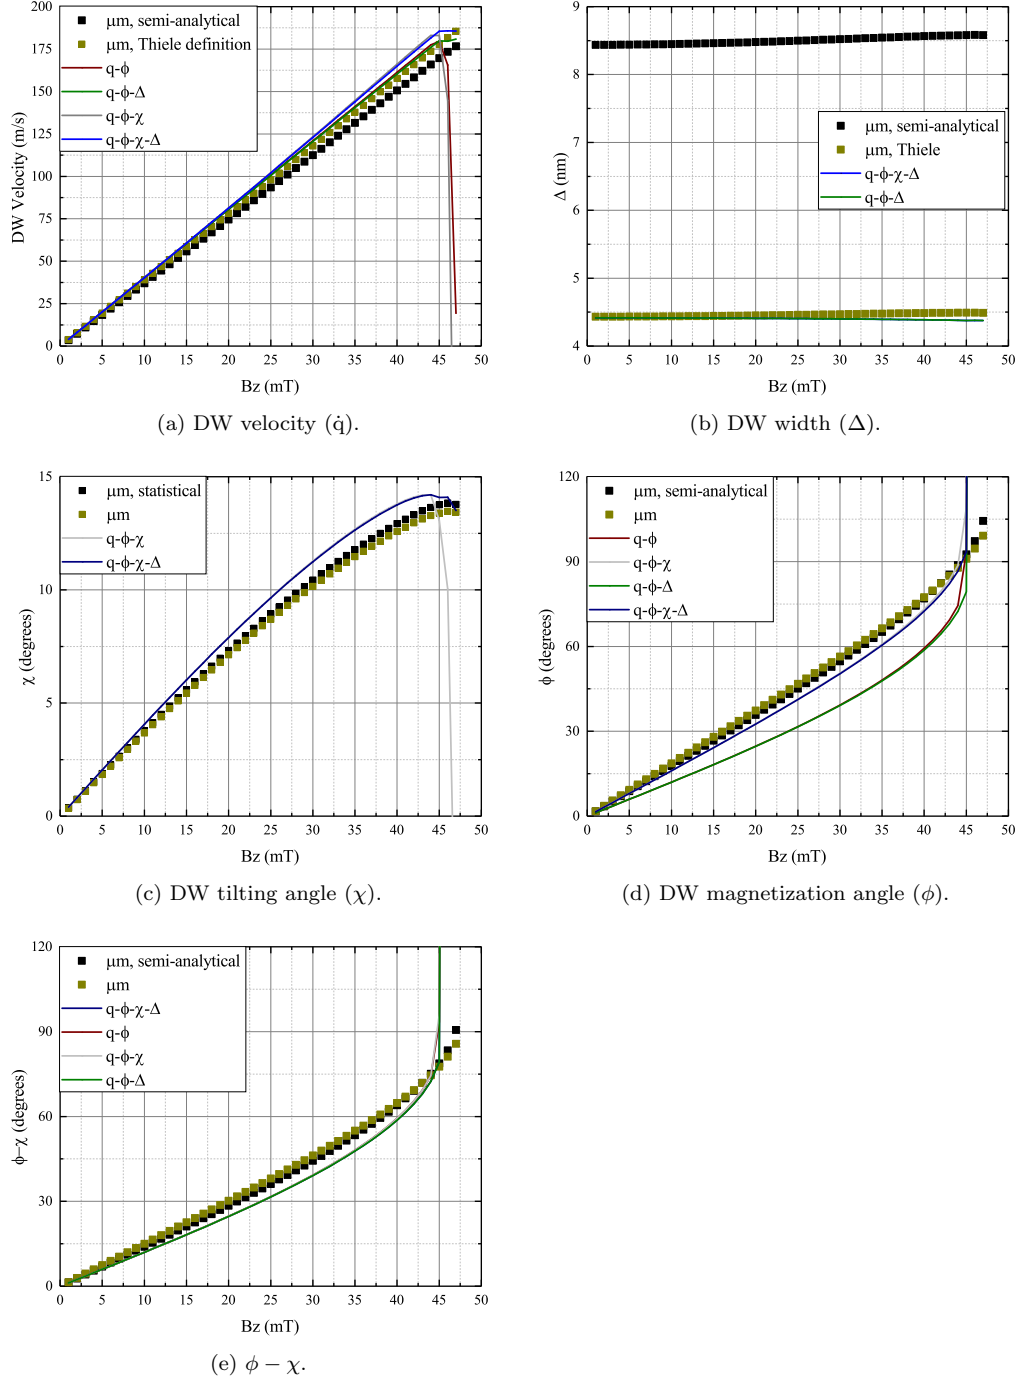 200
175
150
125
100
75
50
25
0
DW Velocity (m/s)
μm, semi-analytical
μm, Thiele definition
q-ϕ
q-ϕ-Δ
q-ϕ-χ
q-ϕ-χ-Δ
0 5 10 15 20 25 30 35 40 45 50
Bz (mT)
(a) DW velocity (q̇).
9
8
7
6
5
4
Δ (nm)
μm, semi-analytical
μm, Thiele
q-ϕ-χ-Δ
q-ϕ-Δ
0 5 10 15 20 25 30 35 40 45 50
Bz (mT)
(b) DW width (Δ).
15
10
5
0
χ (degrees)
μm, statistical
μm
q-ϕ-χ
q-ϕ-χ-Δ
0 5 10 15 20 25 30 35 40 45 50
Bz (mT)
(c) DW tilting angle (χ).
120
90
60
30
0
ϕ (degrees)
μm, semi-analytical
μm
q-ϕ
q-ϕ-χ
q-ϕ-Δ
q-ϕ-χ-Δ
0 5 10 15 20 25 30 35 40 45 50
Bz (mT)
(d) DW magnetization angle (ϕ).
120
90
60
30
0
ϕ−χ (degrees)
μm, semi-analytical
μm
q-ϕ-χ-Δ
q-ϕ
q-ϕ-χ
q-ϕ-Δ
0 5 10 15 20 25 30 35 40 45 50
Bz (mT)
(e) ϕ − χ.